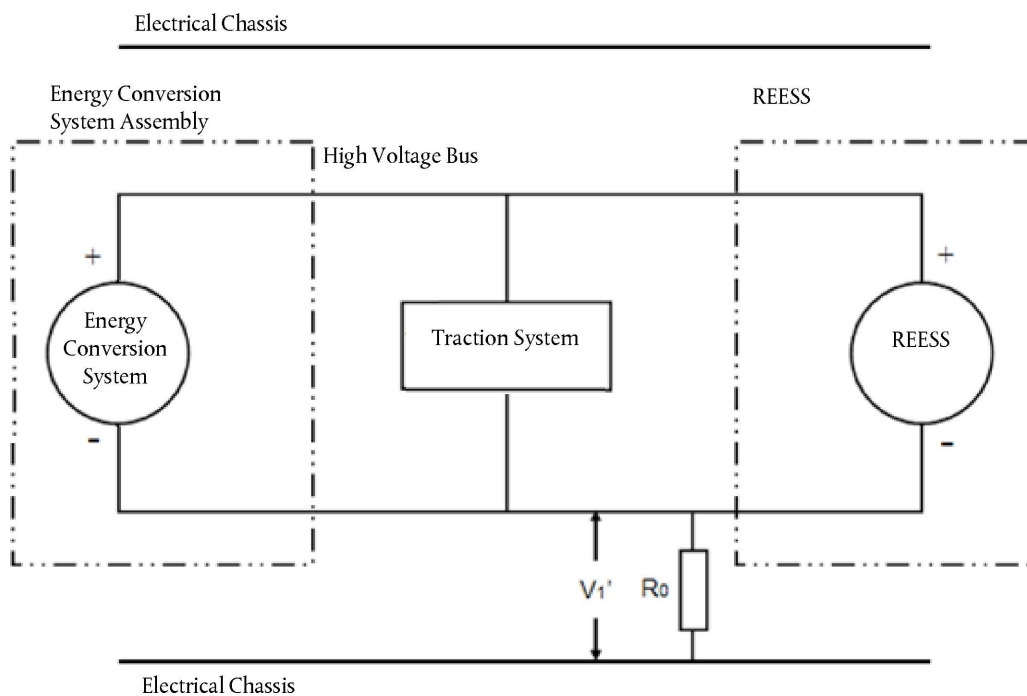 Electrical Chassis
Energy Conversion
System Assembly
REESS
High Voltage Bus
+
+
Energy
Conversion
System
Traction System
REESS
-
-
V1'
R0
Electrical Chassis